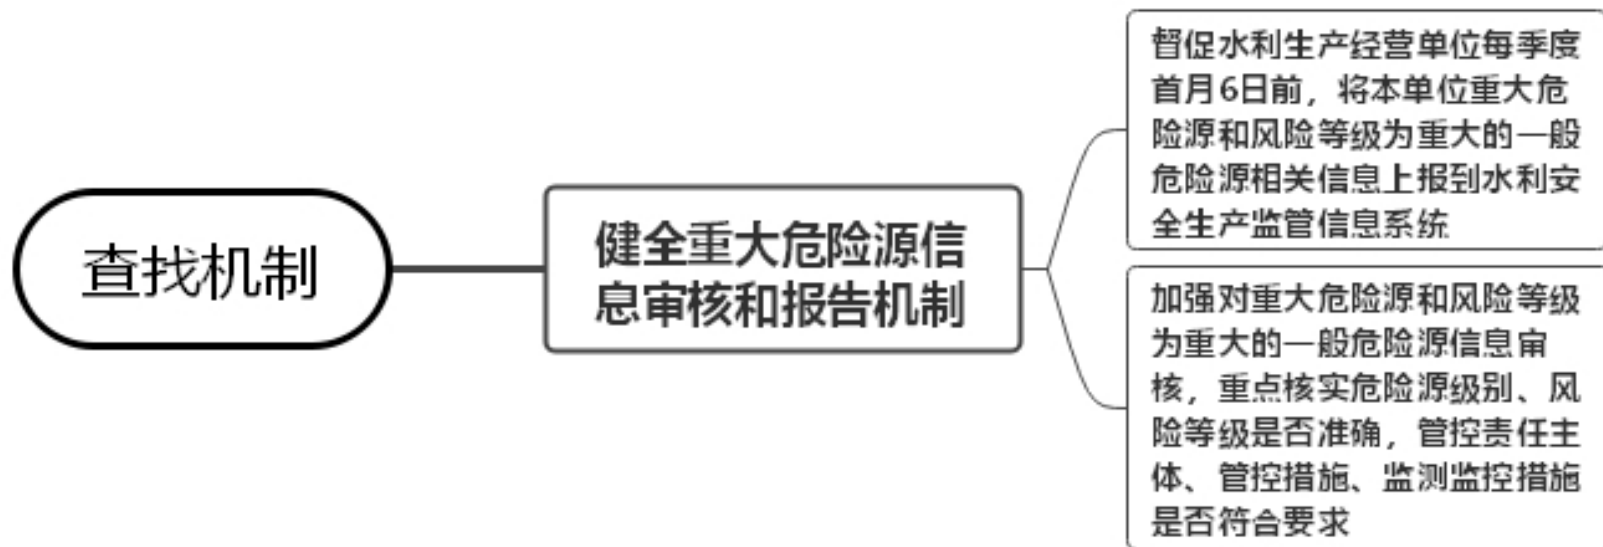 查找机制
健全重大危险源信
息审核和报告机制
督促水利生产经营单位每季度
首月6日前，将本单位重大危
险源和风险等级为重大的一般
危险源相关信息上报到水利安
全生产监管信息系统
加强对重大危险源和风险等级
为重大的一般危险源信息审
核，重点核实危险源级别、风
险等级是否准确，管控责任主
体、管控措施、监测监控措施
是否符合要求